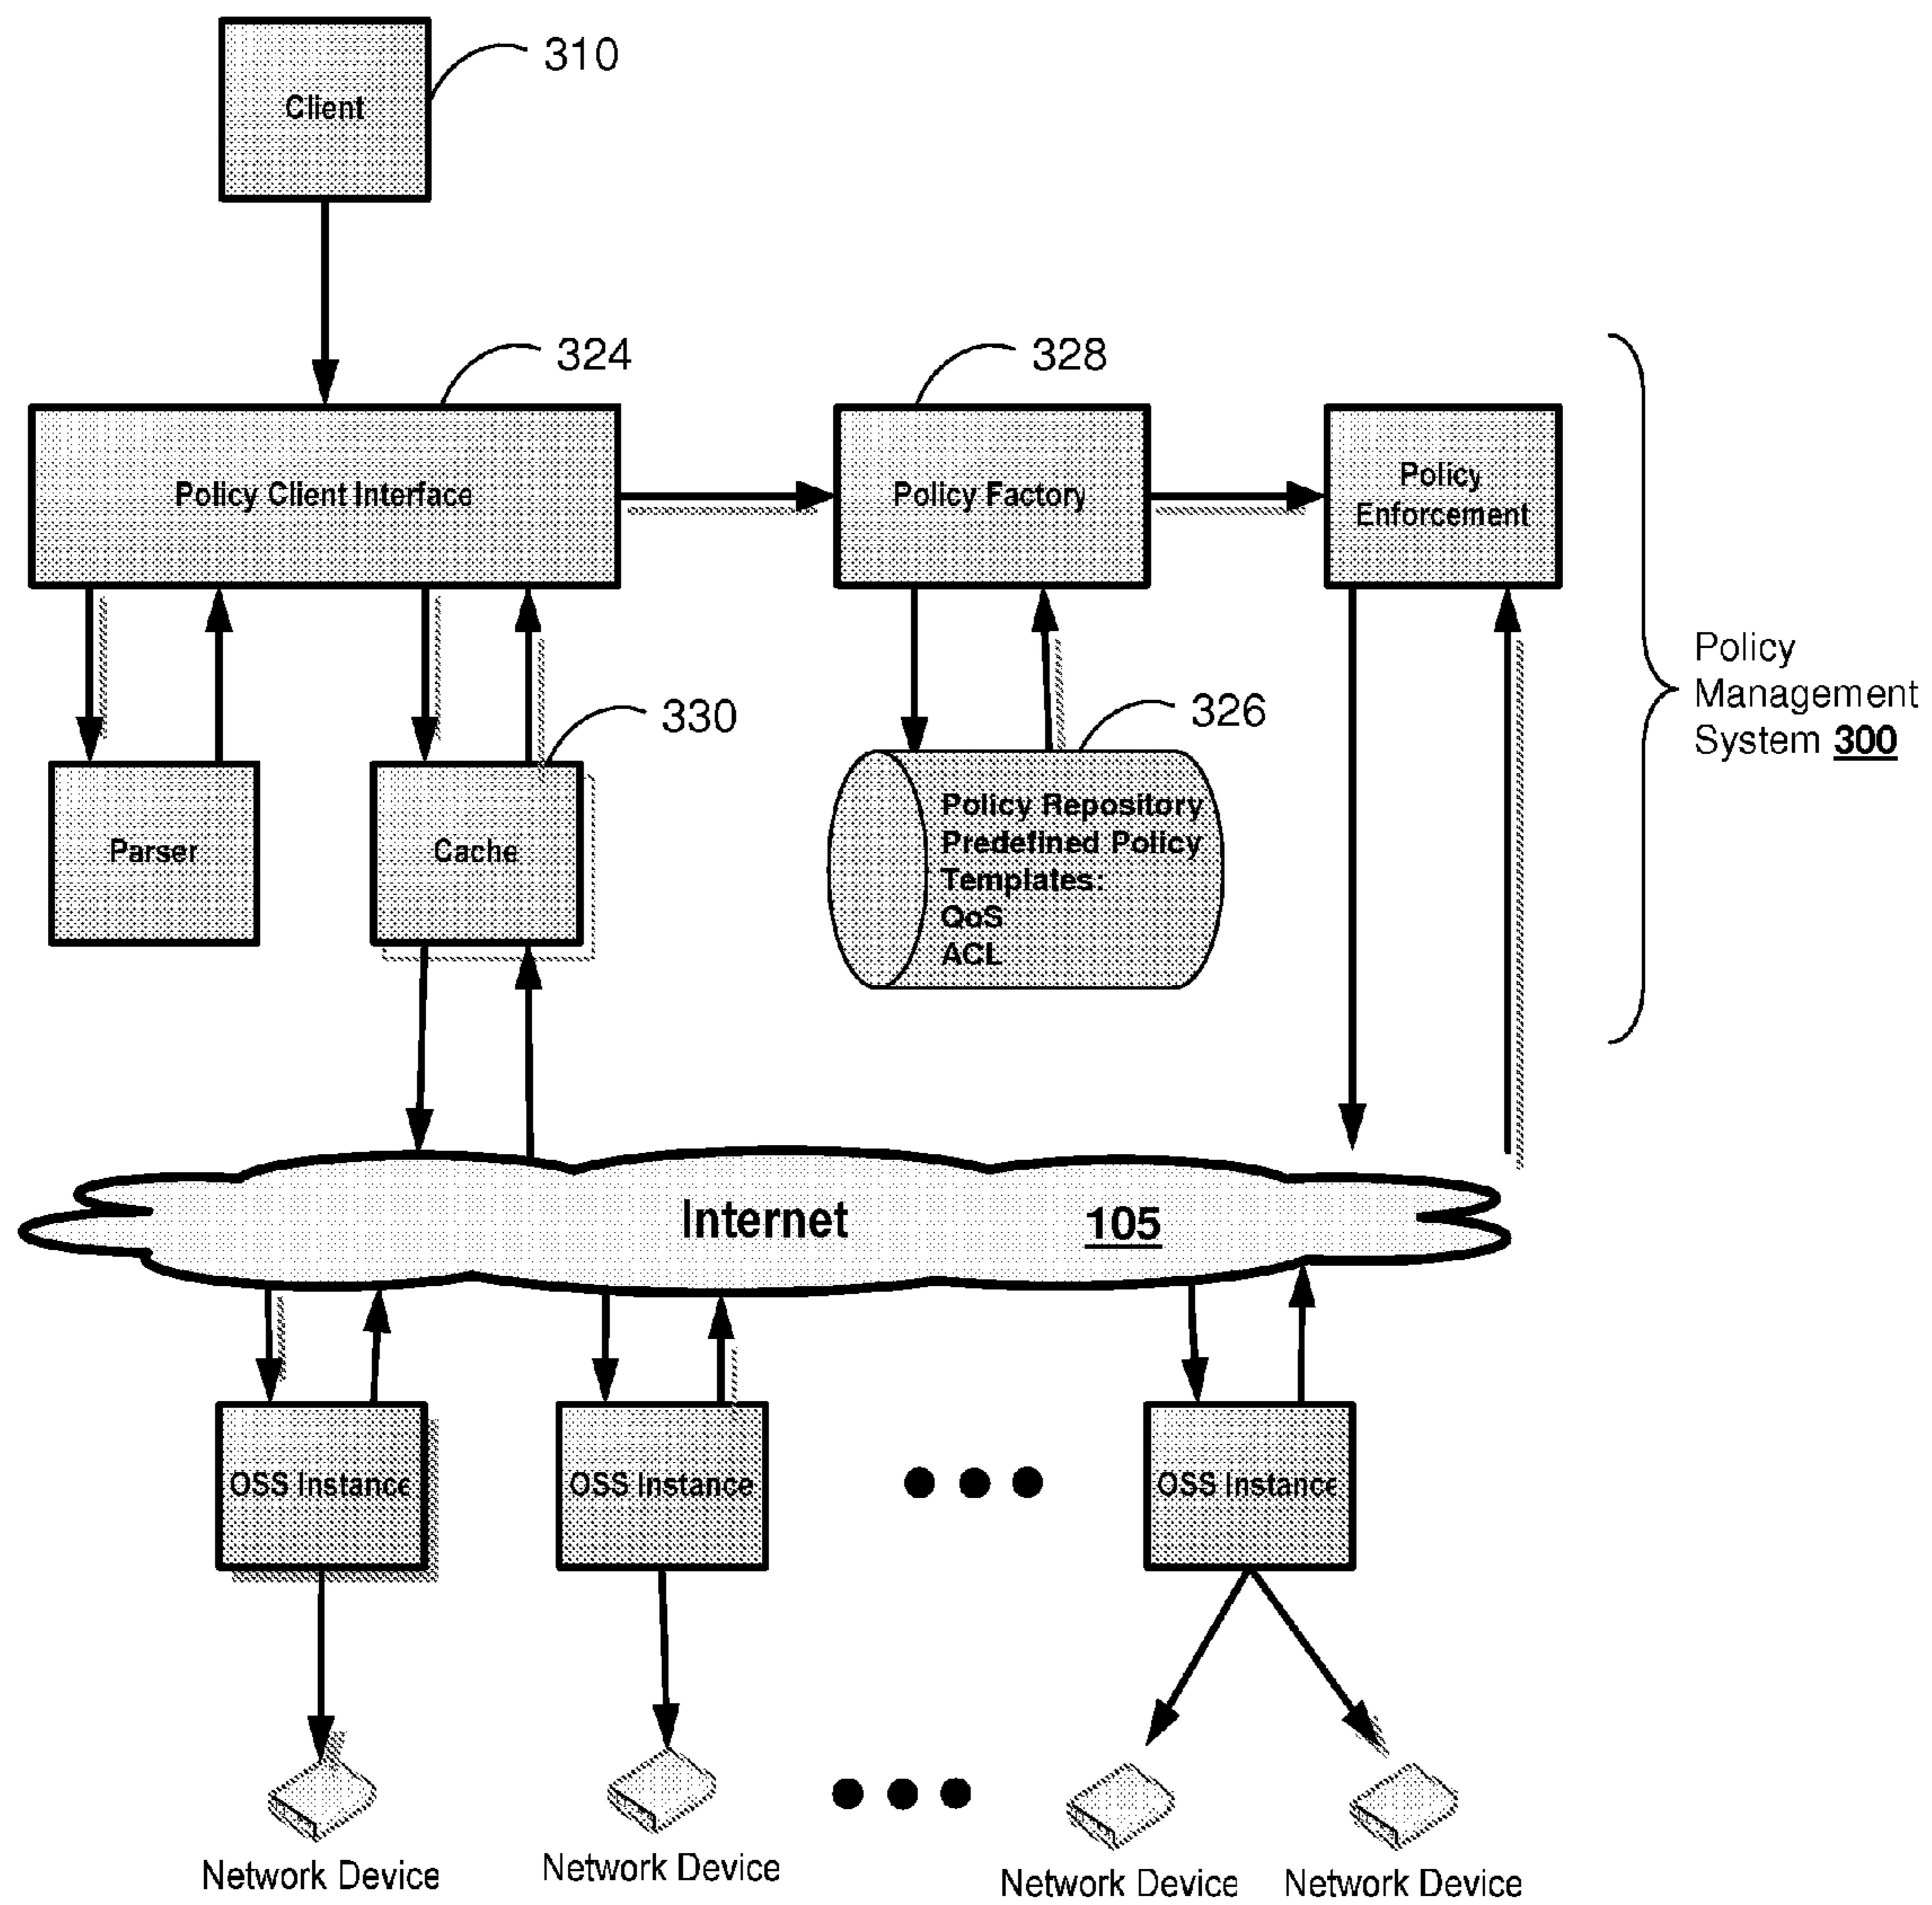 310
Client
324
328
Policy Client Interface
Policy Factory
Policy
Enforcement
Policy
Management
System 300
330
326
Parser
Cache
Policy Repository
Predefined Policy
Templates:
QoS
ACL
Internet
105
OSS Instance
OSS Instance
OSS Instance
Network Device
Network Device
Network Device
Network Device